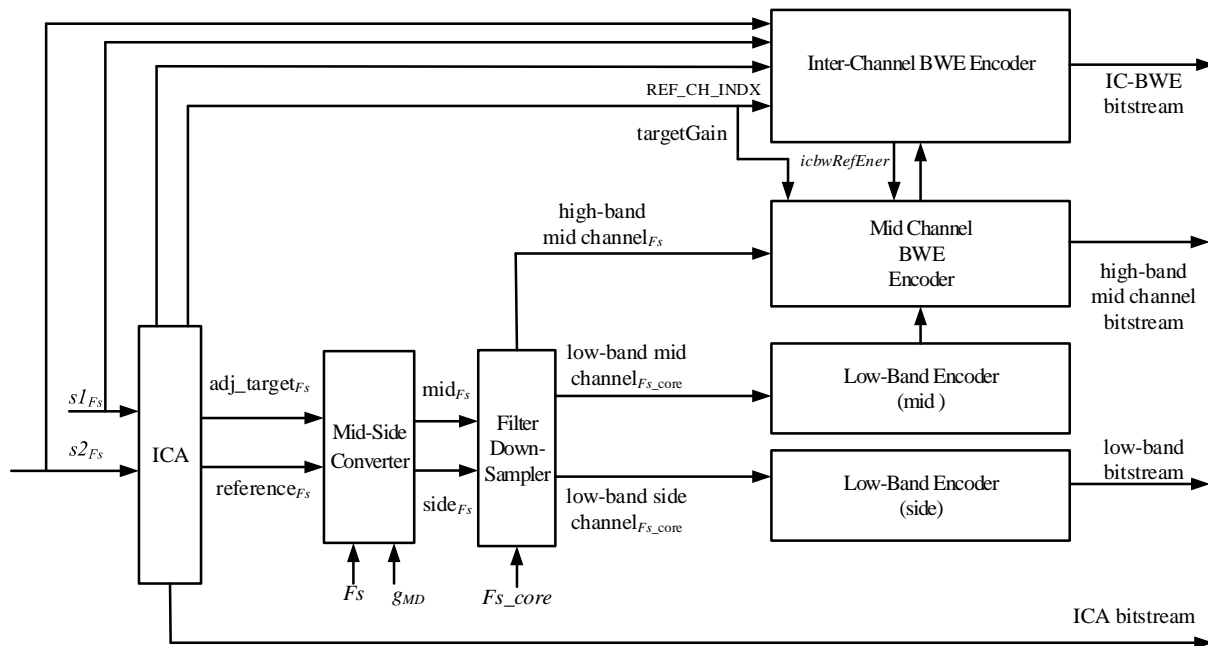 Inter-Channel BWE Encoder
IC-BWE
bitstream
REF_CH_INDX
targetGain
icbwRefEner
high-band
mid channelFs
Mid Channel
BWE
Encoder
high-band
mid channel
bitstream
low-band mid
channelFs_core
Low-Band Encoder
(mid )
s1Fs
adj_targetFs
midFs
s2Fs
ICA
Mid-Side
Converter
Filter
Down-
Sampler
referenceFs
sideFs
low-band side
channelFs_core
Low-Band Encoder
(side)
low-band
bitstream
Fs
gMD
Fs_core
ICA bitstream